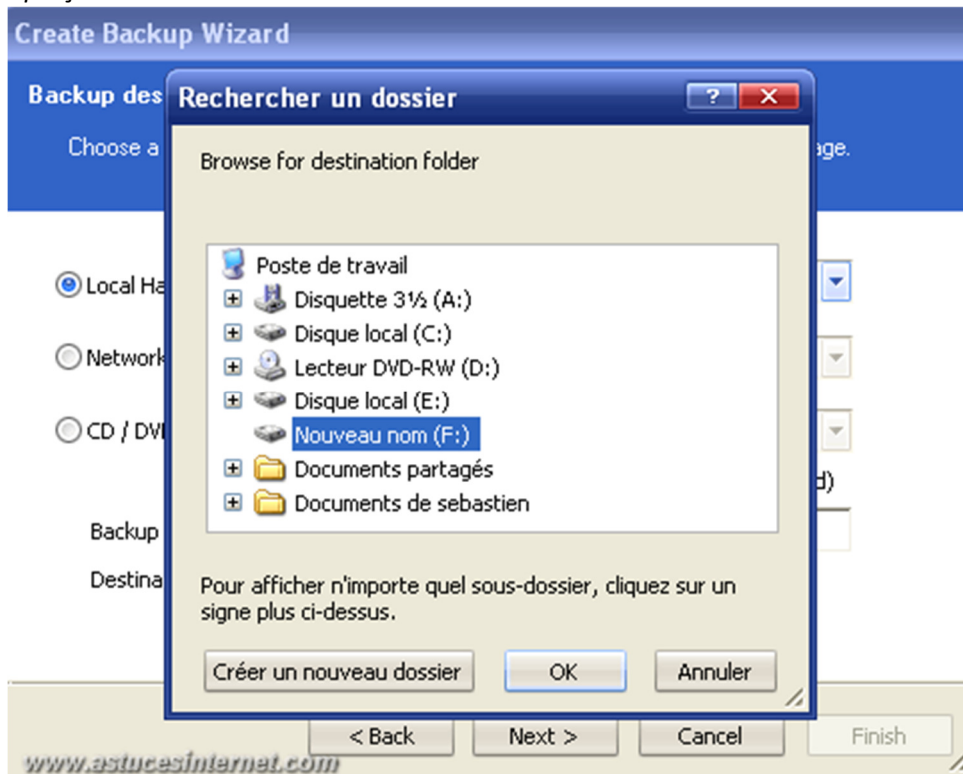 Create Backup Wizard
Backup des
Rechercher un dossier
Choose a
age.
Browse for destination folder
Poste de travail
Disquette 3½ (A:)
Local Ha
Disque local (C:)
Network
Lecteur DVD-RW (D:)
Disque local (E:)
CD / DV
Nouveau nom (F:)
Documents partagés
d)
Documents de sebastien
Backup
Destina
Pour afficher n'importe quel sous-dossier, cliquez sur un
signe plus ci-dessus.
Créer un nouveau dossier OK Annuler
< Back Next > Cancel Finish
www.astucesinternet.com